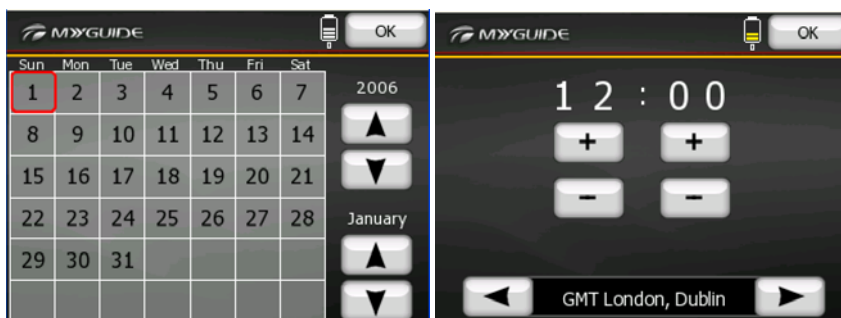 MYGUIDE OK
Sun Mon Tue Wed Thu Fri Sat
1 2 3 4 5 6 7
2006
8 9 10 11 12 13 14
15 16 17 18 19 20 21
22 23 24 25 26 27 28
January
29 30 31
MYGUIDE OK
12:00
+ +
- -
GMT London, Dublin